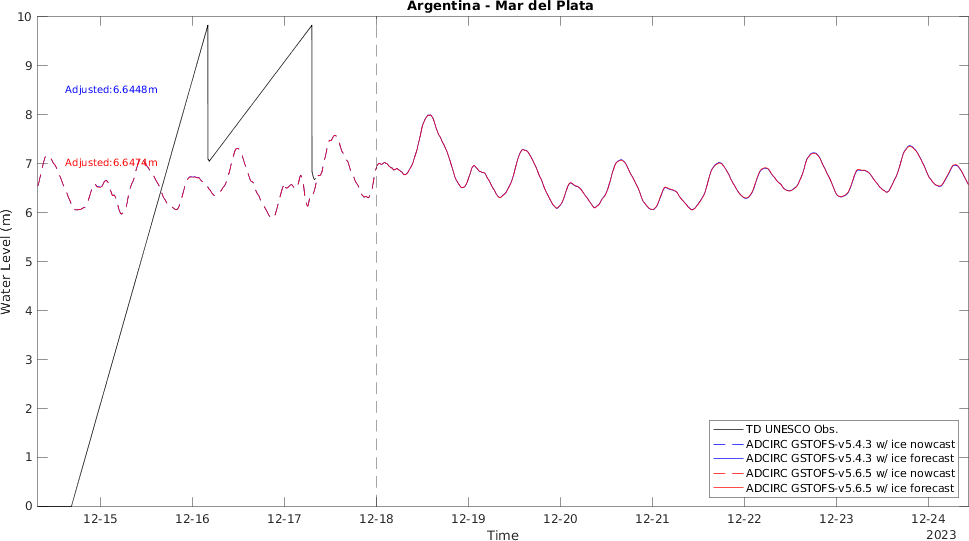 Argentina - Mar del Plata
10
9
8
7
6
5
4
3
2
1
0
Water Level (m)
Adjusted:6.6448m
Adjusted:6.6474m
TD UNESCO Obs.
ADCIRC GSTOFS-v5.4.3 w/ ice nowcast
ADCIRC GSTOFS-v5.4.3 w/ ice forecast
ADCIRC GSTOFS-v5.6.5 w/ ice nowcast
ADCIRC GSTOFS-v5.6.5 w/ ice forecast
12-15 12-16 12-17 12-18 12-19 12-20 12-21 12-22 12-23 12-24
Time
2023